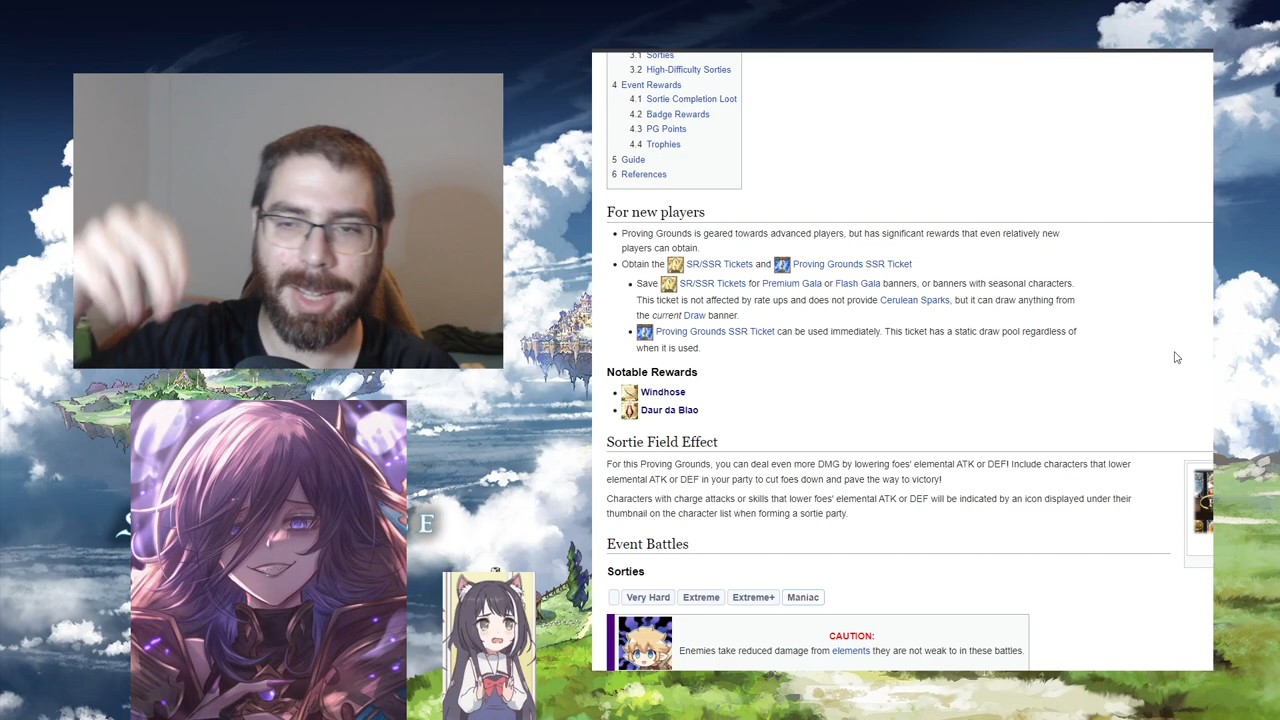 3.1 Sorties
3.2 High-Difficulty Sorties
4 Event Rewards
4.1 Sortie Completion Loot
4.2 Badge Rewards
4.3 PG Points
4.4 Trophies
5 Guide
6 References
For new players
Proving Grounds is geared towards advanced players, but has significant rewards that even relatively new
players can obtain.
Obtain the SR/SSR Tickets and Proving Grounds SSR Ticket
Save SR/SSR Tickets for Premium Gala or Flash Gala banners, or banners with seasonal characters.
This ticket is not affected by rate ups and does not provide Cerulean Sparks, but it can draw anything from
the current Draw banner.
Proving Grounds SSR Ticket can be used immediately. This ticket has a static draw pool regardless of
when it is used.
Notable Rewards
Windhose
Daur da Blao
Sortie Field Effect
For this Proving Grounds, you can deal even more DMG by lowering foes' elemental ATK or DEF! Include characters that lower
elemental ATK or DEF in your party to cut foes down and pave the way to victory!
Characters with charge attacks or skills that lower foes' elemental ATK or DEF will be indicated by an icon displayed under their
thumbnail on the character list when forming a sortie party.
E
Event Battles
Sorties
Very Hard Extreme Extreme+ Maniac
CAUTION:
Enemies take reduced damage from elements they are not weak to in these battles.